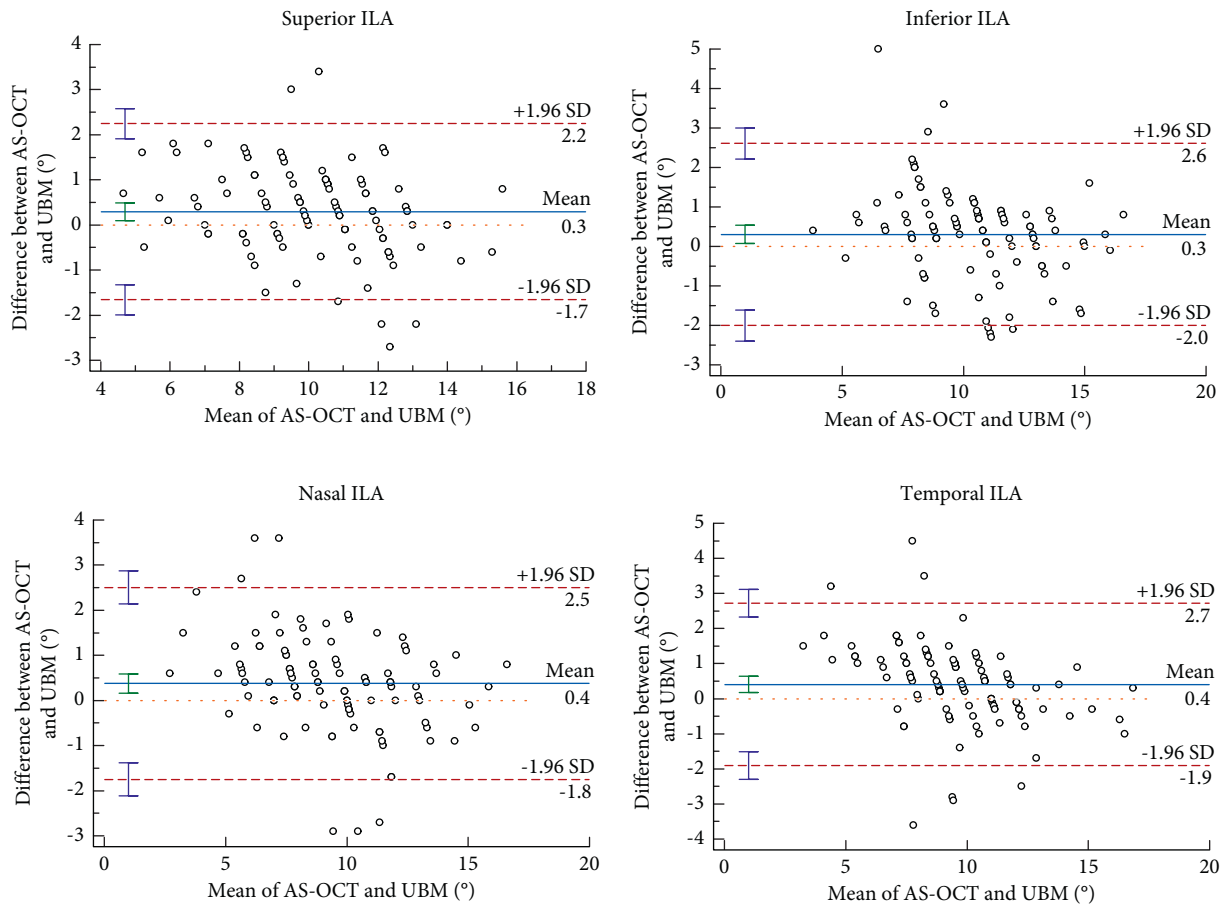 Superior ILA
4
3
2
1
0
-1
-2
-3
Difference between AS-OCT
and UBM (°)
+1.96 SD
2.2
Mean
0.3
-1.96 SD
-1.7
4 6 8 10 12 14 16 18
Mean of AS-OCT and UBM (°)
Inferior ILA
5
4
3
2
1
0
-1
-2
-3
Difference between AS-OCT
and UBM (°)
+1.96 SD
2.6
Mean
0.3
-1.96 SD
-2.0
0 5 10 15 20
Mean of AS-OCT and UBM (°)
Nasal ILA
4
3
2
1
0
-1
-2
-3
Difference between AS-OCT
and UBM (°)
+1.96 SD
2.5
Mean
0.4
-1.96 SD
-1.8
0 5 10 15 20
Mean of AS-OCT and UBM (°)
Temporal ILA
5
4
3
2
1
0
-1
-2
-3
-4
Difference between AS-OCT
and UBM (°)
+1.96 SD
2.7
Mean
0.4
-1.96 SD
-1.9
0 5 10 15 20
Mean of AS-OCT and UBM (°)